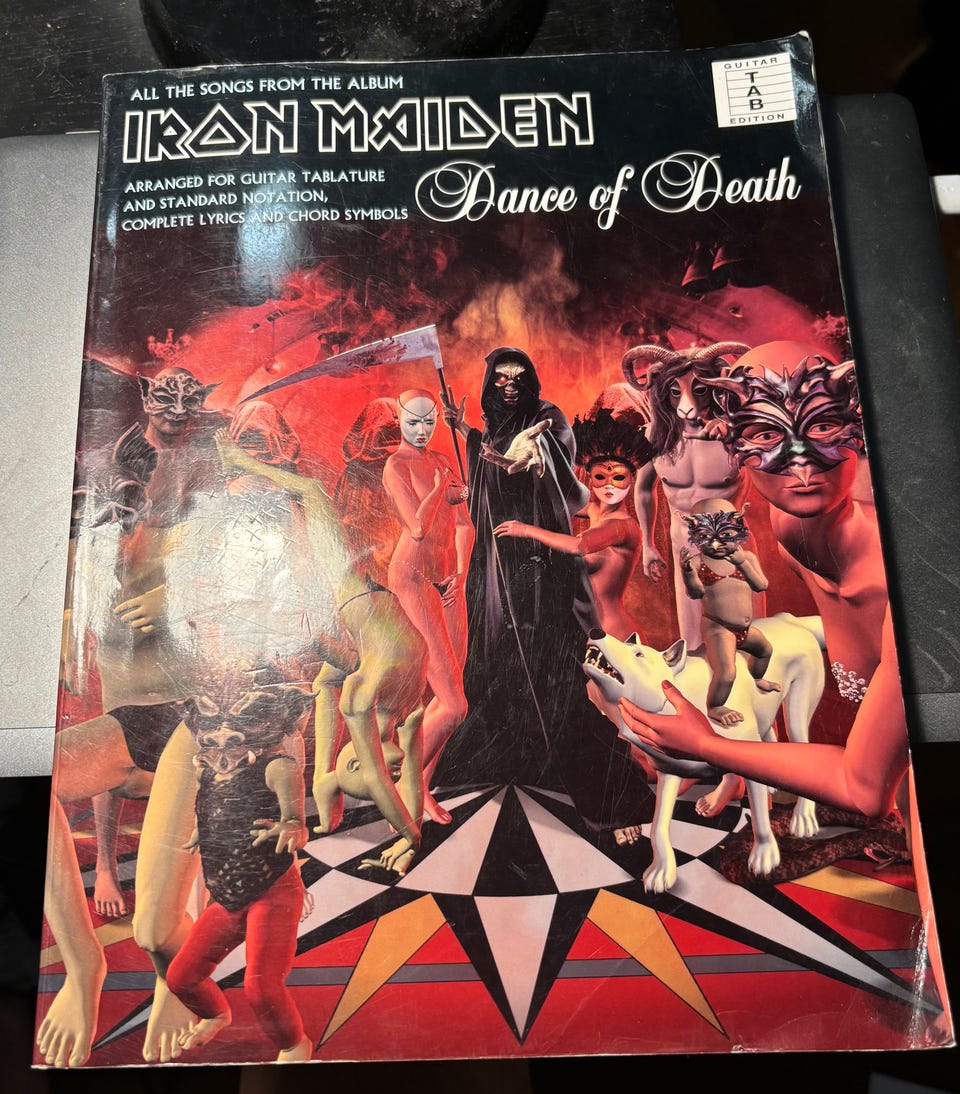 ALL THE SONGS FROM THE ALBUM
IRON MAIDEN
ARRANGED FOR GUITAR TABLATURE
AND STANDARD NOTATION,
COMPLETE LYRICS AND CHORD SYMBOLS
Dance of Death
GUITAR
TAB
EDITION